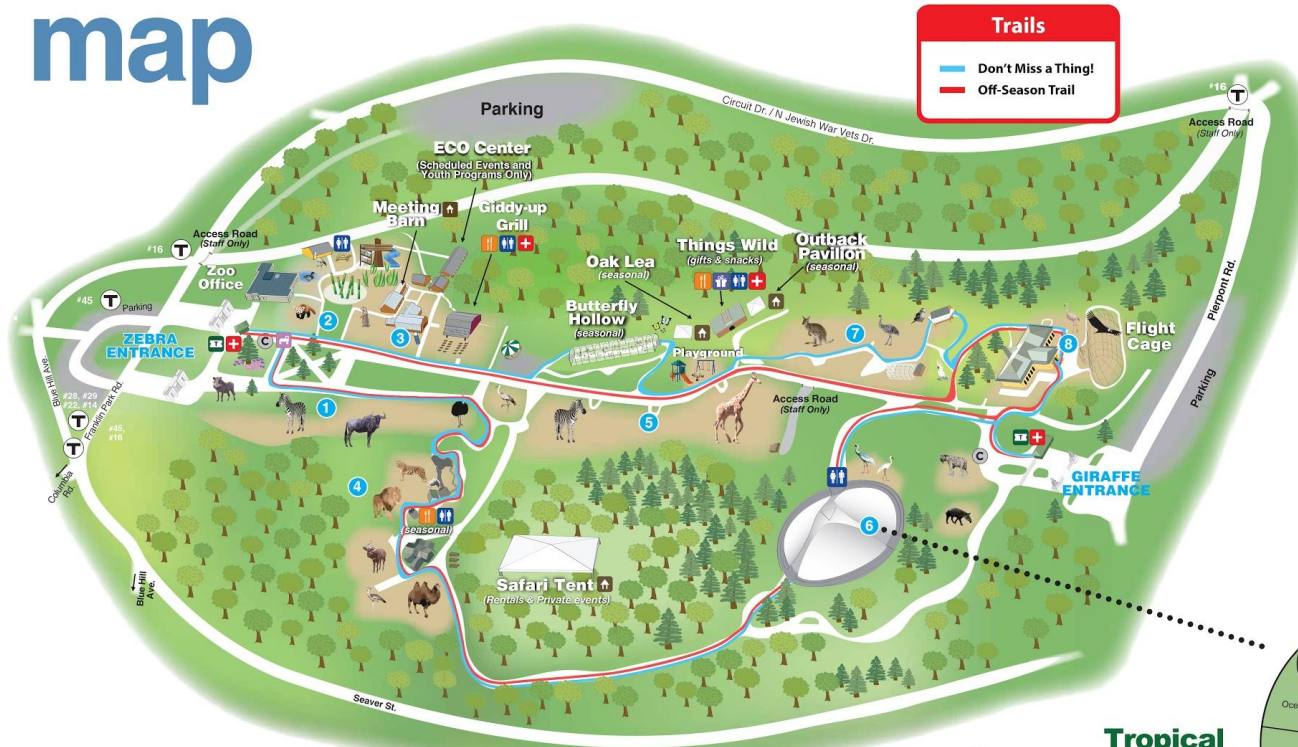 map
Trails
Don't Miss a Thing!
Off-Season Trail
Parking
Circuit Dr. / N Jewish War Vets Dr.
#16
T
Access Road
(Staff Only)
ECO Center
(Scheduled Events and
Youth Programs Only)
Meeting
Barn
Giddy-up
Grill
#16
T
Access Road
(Staff Only)
Zoo
Office
Things Wild
(gifts & snacks)
Outback
Pavilion
(seasonal)
Oak Lea
(seasonal)
Butterfly
Hollow
(seasonal)
Playground
Pierpont Rd.
Parking
Flight
Cage
#45
T
Parking
ZEBRA
ENTRANCE
C
2
3
7
8
Blue Hill Ave.
Franklin Park Rd.
#28, #29
#22, #14
T
#45,
#16
T
Columbia
Rd.
1
5
Access Road
(Staff Only)
C
GIRAFFE
ENTRANCE
4
(seasonal)
6
Safari Tent
(Rentals & Private events)
Blue Hill
Ave.
Seaver St.
Tropical
Oce